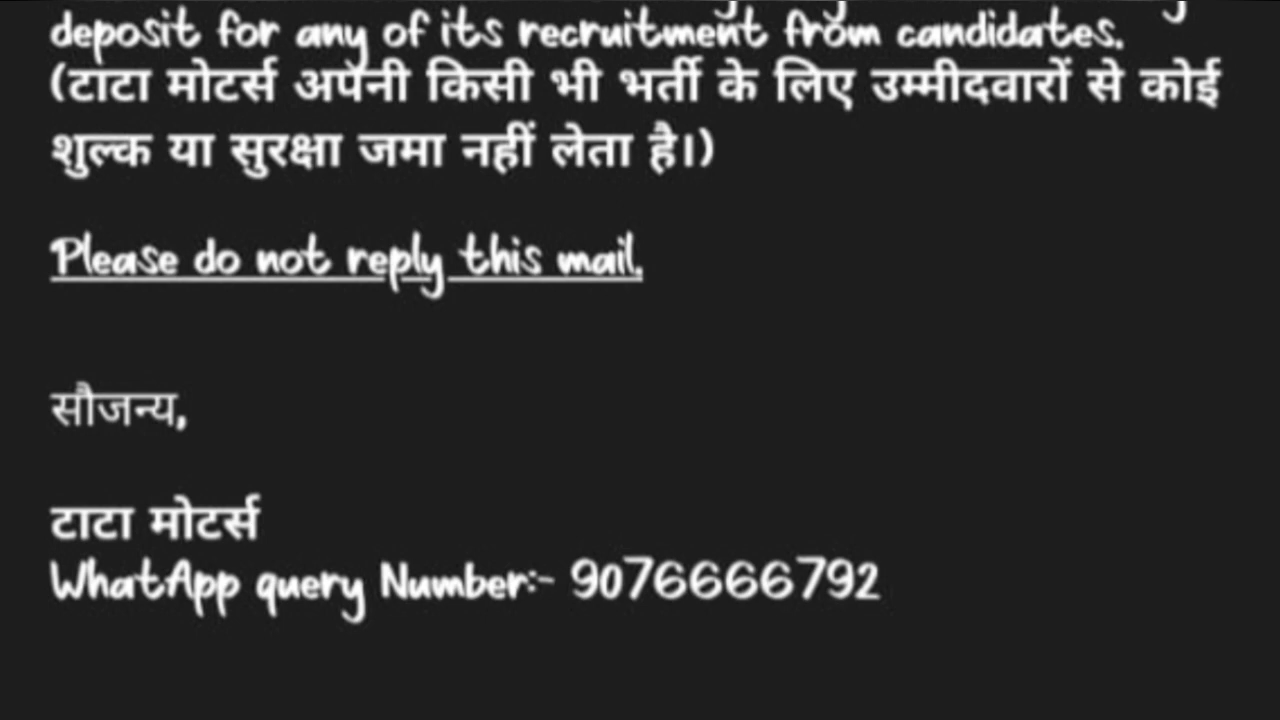 deposit for any of its recruitment from candidates.
(टाटा मोटर्स अपनी किसी भी भर्ती के लिए उम्मीदवारों से कोई
शुल्क या सुरक्षा जमा नहीं लेता है।)
Please do not reply this mail.
सौजन्य,
टाटा मोटर्स
WhatApp query Number:- 9076666792